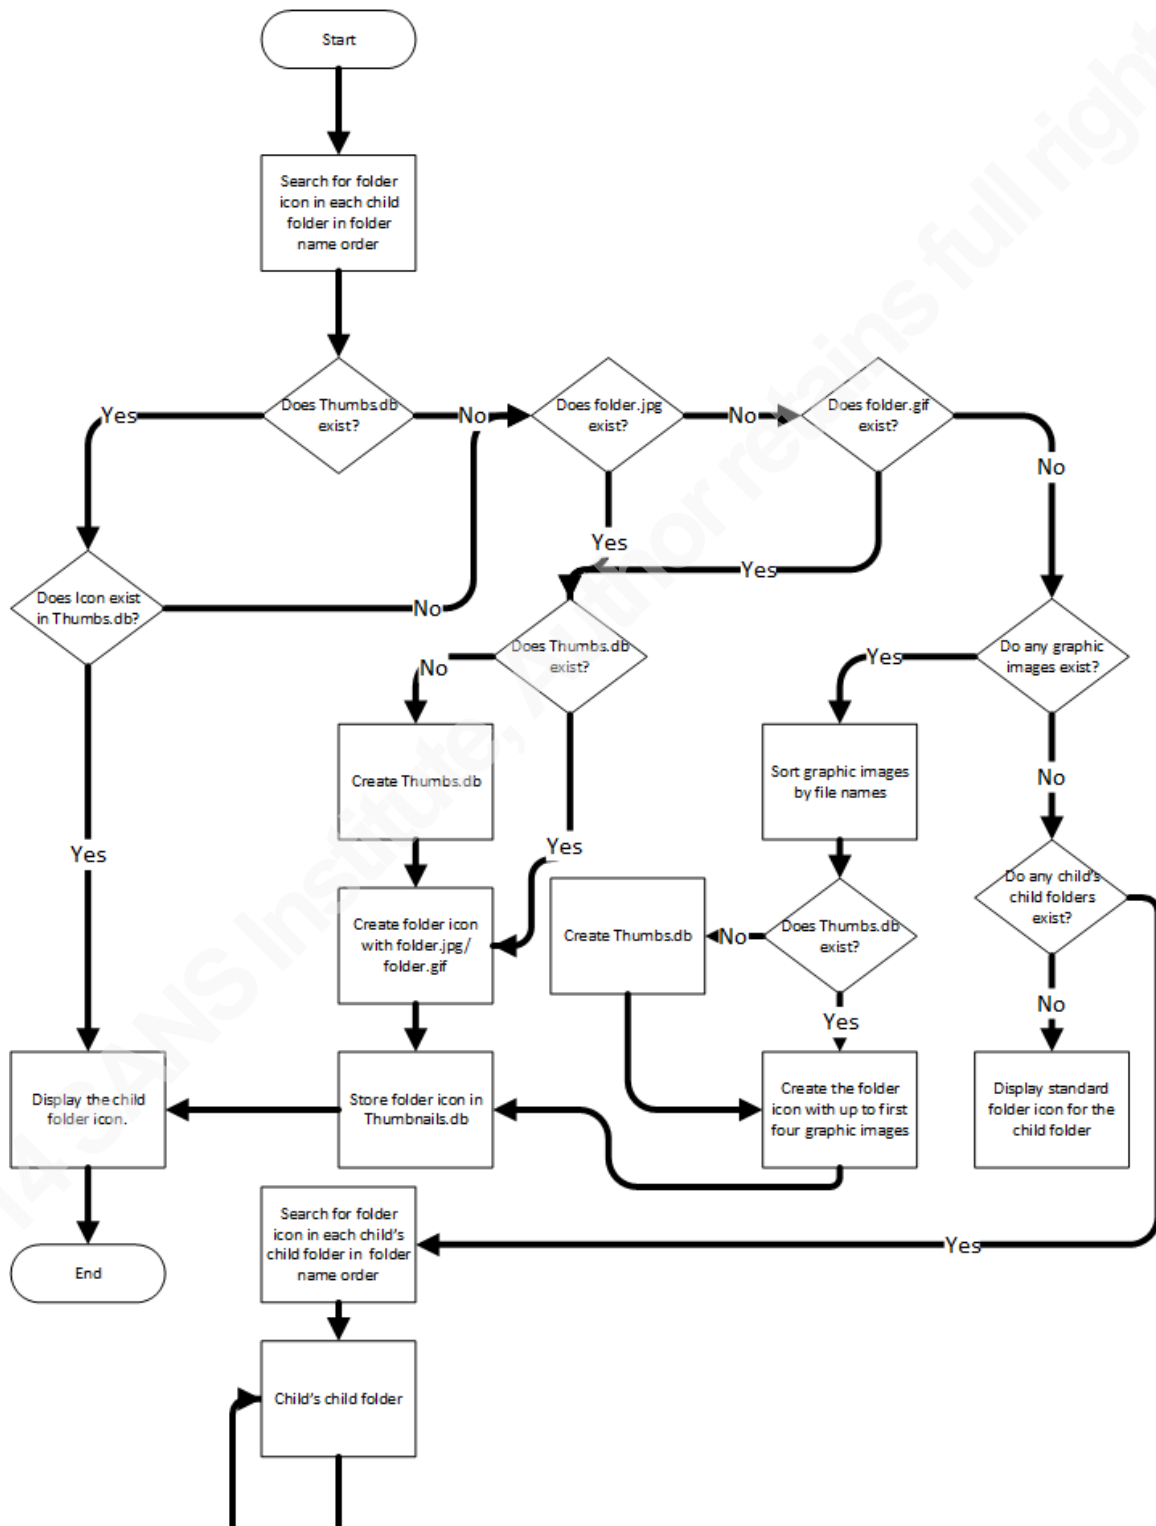 Start
Search for folder
icon in each child
folder in folder
name order
Does Thumbs.db
exist?
Yes
No
Does folder.jpg
exist?
No
Does folder.gif
exist?
No
Yes
Yes
Does Icon exist
in Thumbs.db?
No
Does Thumbs.db
exist?
No
Yes
Do any graphic
images exist?
Create Thumbs.db
Sort graphic images
by file names
No
Yes
Yes
Do any child's
child folders
exist?
Create folder icon
with folder.jpg/
folder.gif
Create Thumbs.db
No
Does Thumbs.db
exist?
No
Yes
Display the child
folder icon.
Store folder icon in
Thumbnails.db
Create the folder
icon with up to first
four graphic images
Display standard
folder icon for the
child folder
Search for folder
icon in each child's
child folder in folder
name order
Yes
End
Child's child folder
14 SANS Institute, Author retains full right